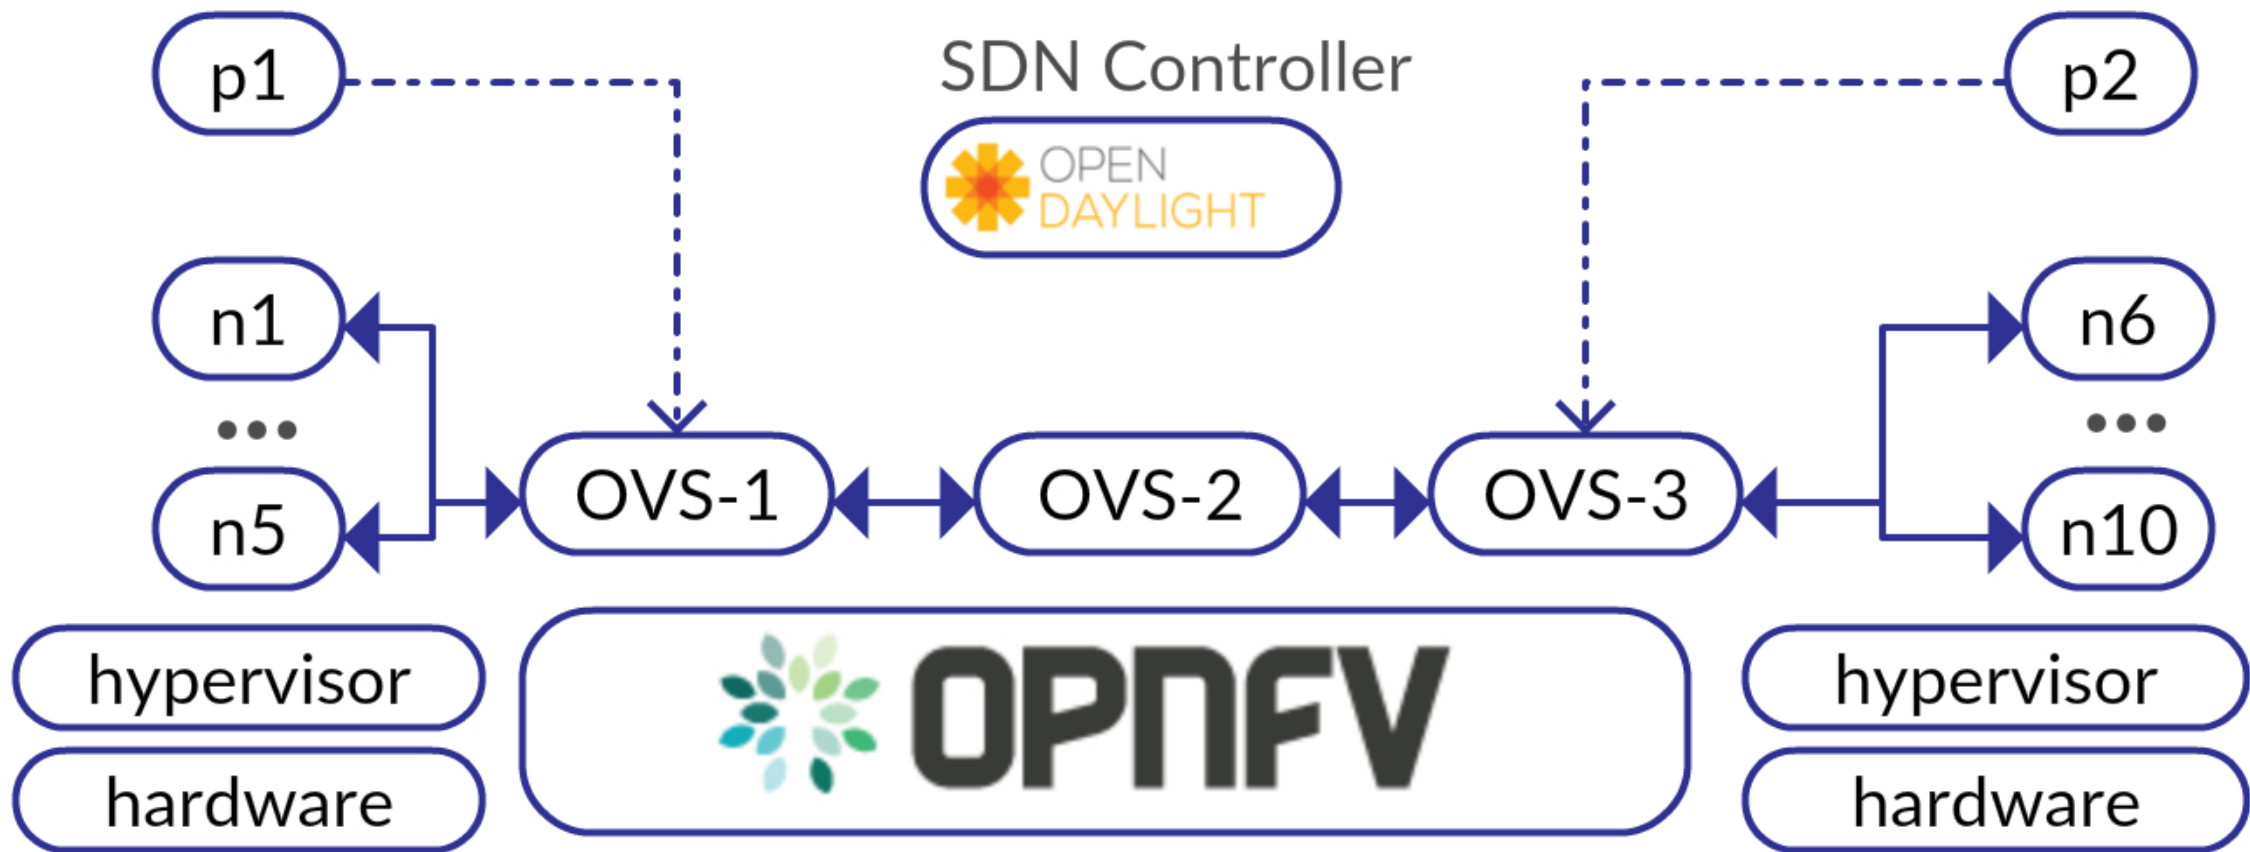 p1
SDN Controller
p2
OPEN
DAYLIGHT
n1
n6
n5
OVS-1
OVS-2
OVS-3
n10
hypervisor
OPNFV
hypervisor
hardware
hardware